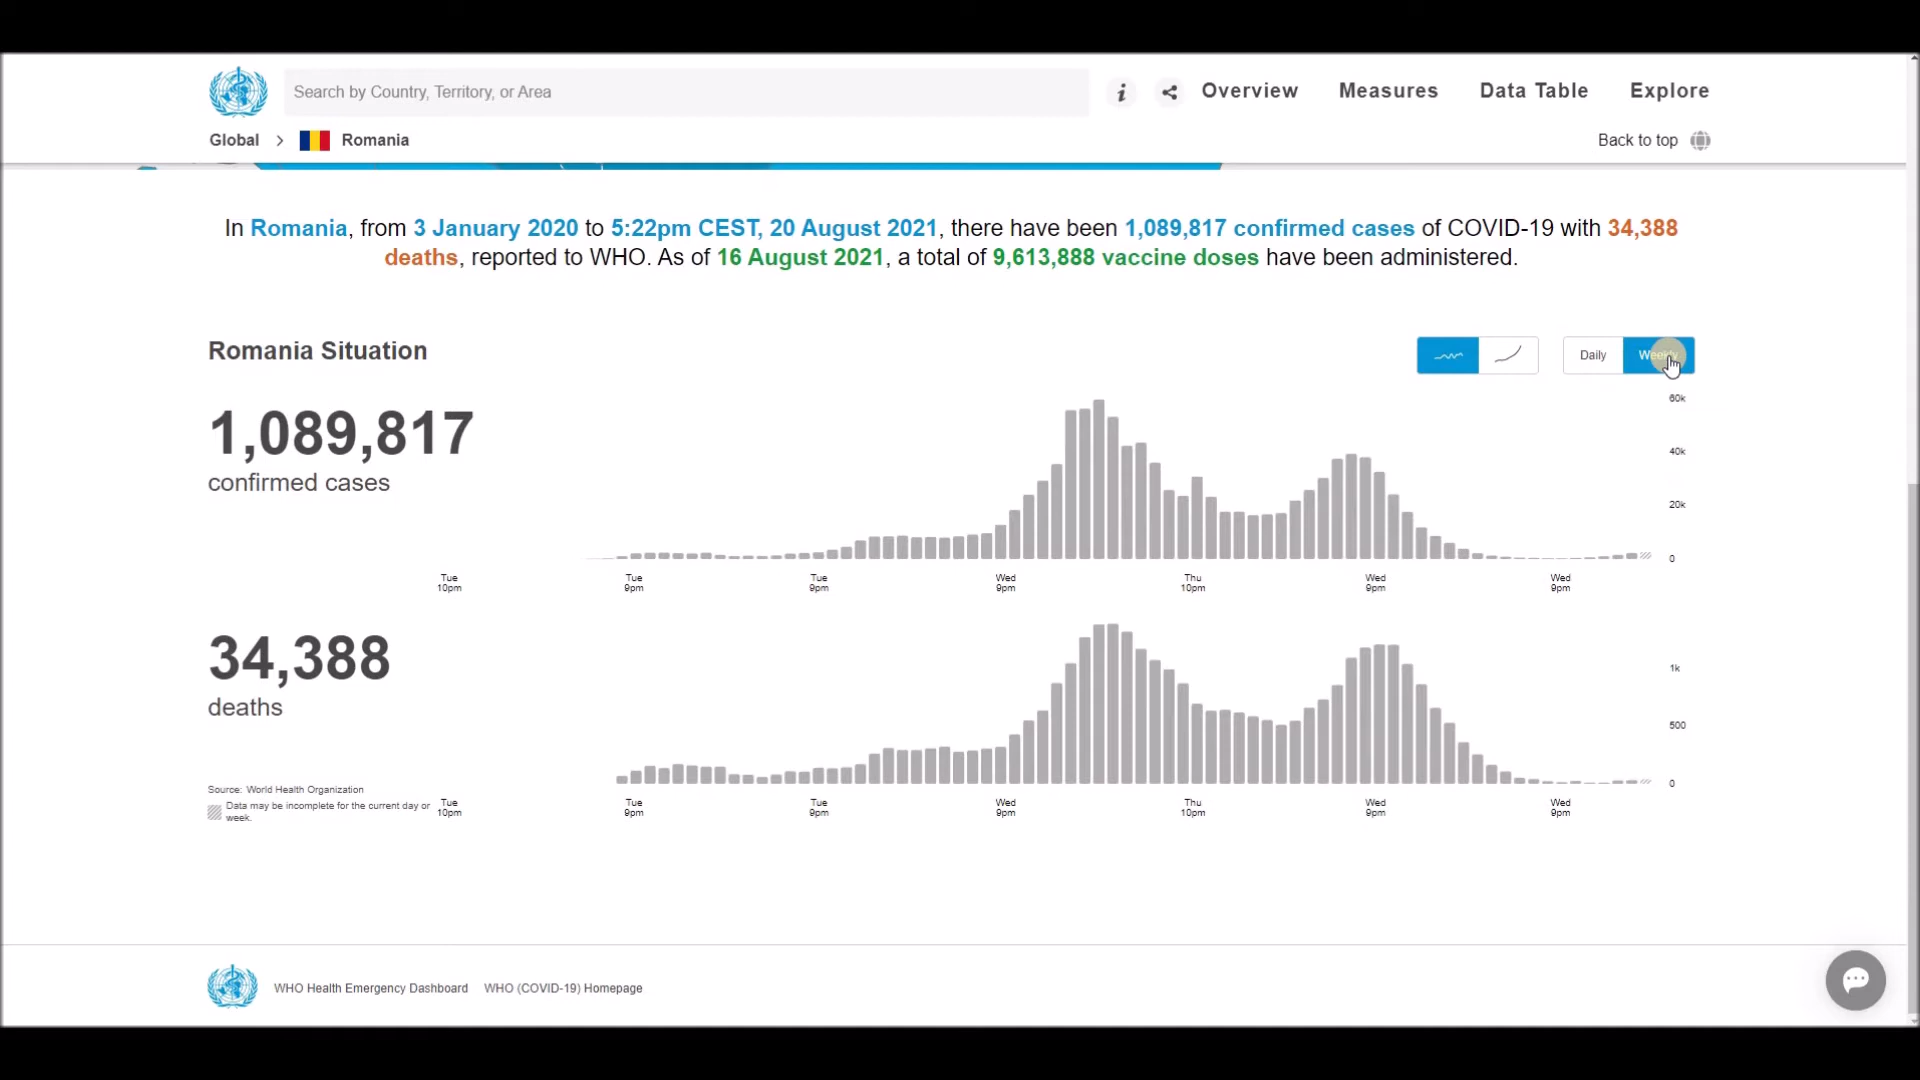 Search by Country, Territory, or Area
Overview
Measures
Data Table
Explore
Global > Romania
Back to top
In Romania, from 3 January 2020 to 5:22pm CEST, 20 August 2021, there have been 1,089,817 confirmed cases of COVID-19 with 34,388
deaths, reported to WHO. As of 16 August 2021, a total of 9,613,888 vaccine doses have been administered.
Romania Situation
Daily
Weekly
1,089,817
confirmed cases
60k
40k
20k
0
Tue
10pm
Tue
9pm
Tue
9pm
Wed
9pm
Thu
10pm
Wed
9pm
Wed
9pm
34,388
deaths
1k
500
0
Source: World Health Organization
Data may be incomplete for the current day or
week.
Tue
10pm
Tue
9pm
Tue
9pm
Wed
9pm
Thu
10pm
Wed
9pm
Wed
9pm
WHO Health Emergency Dashboard
WHO (COVID-19) Homepage